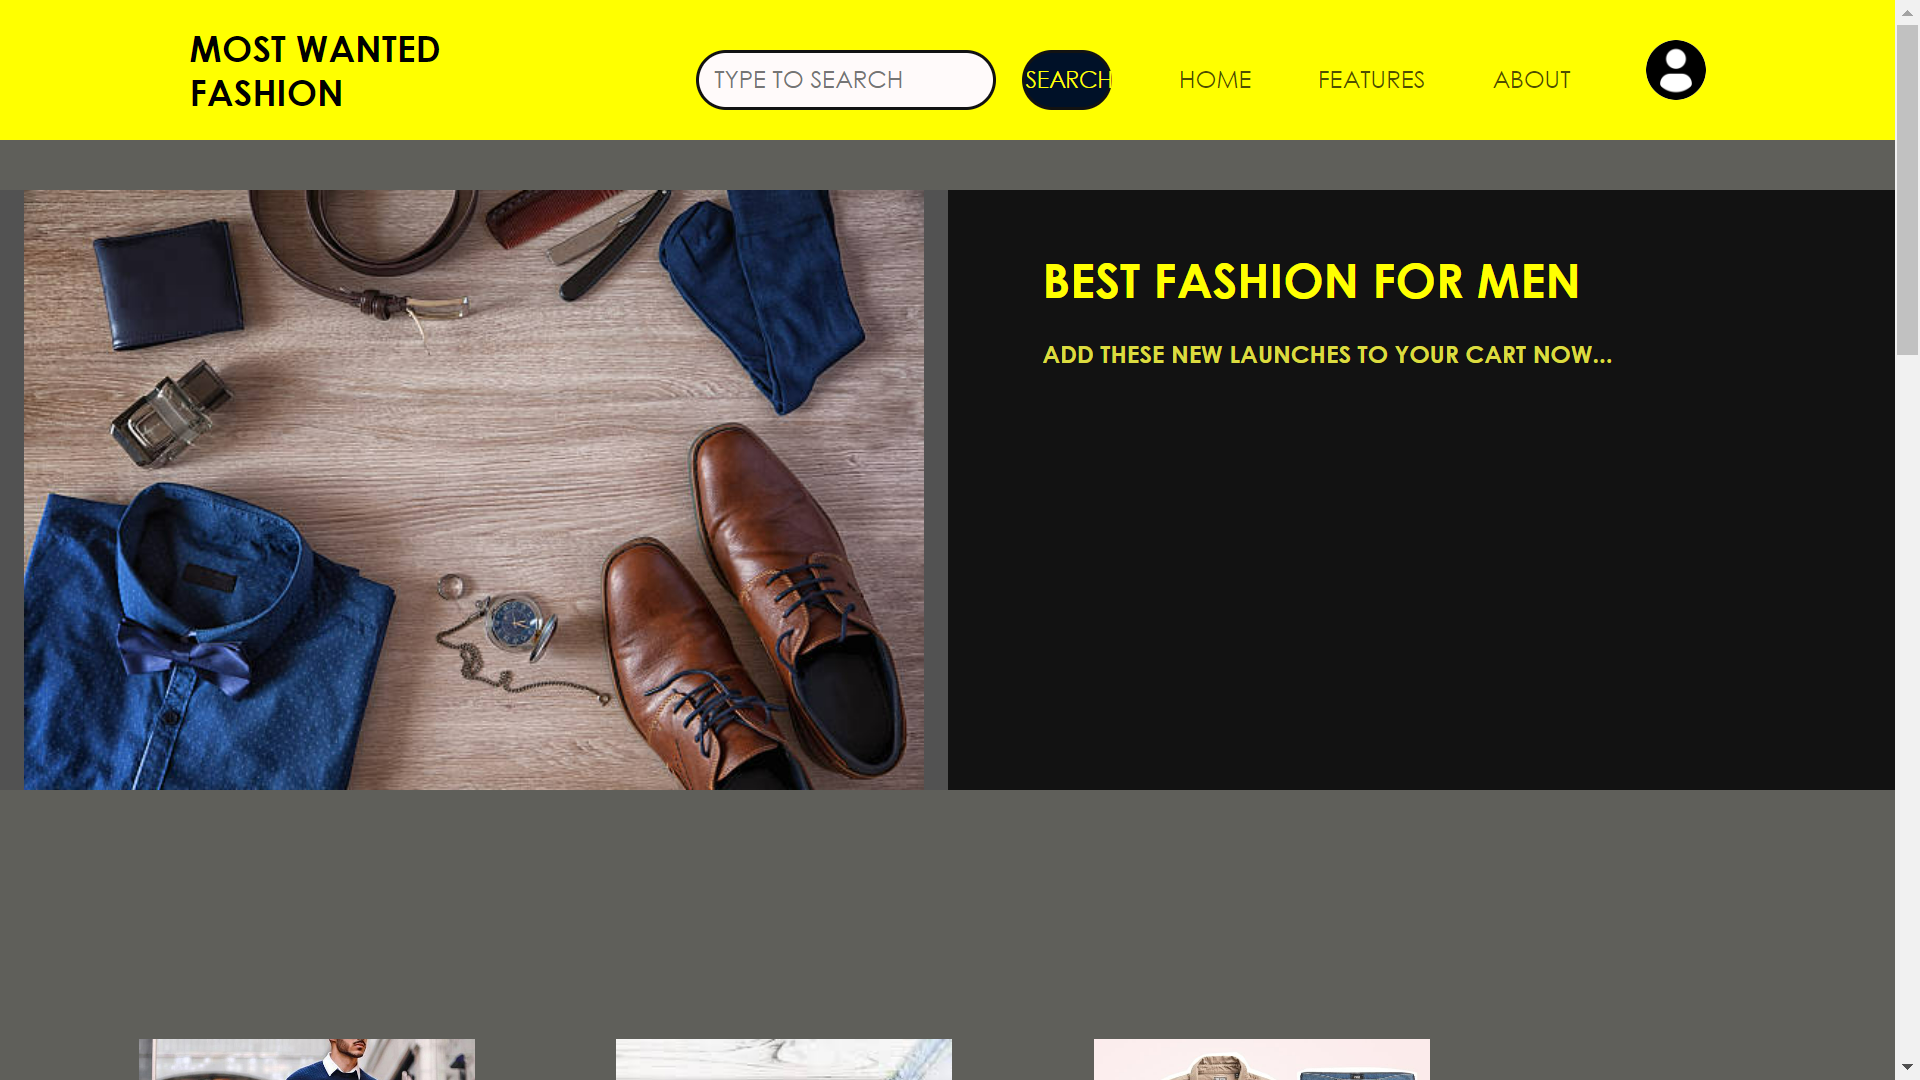 MOST WANTED
FASHION
TYPE TO SEARCH
SEARCH
HOME
FEATURES
ABOUT
BEST FASHION FOR MEN
ADD THESE NEW LAUNCHES TO YOUR CART NOW...